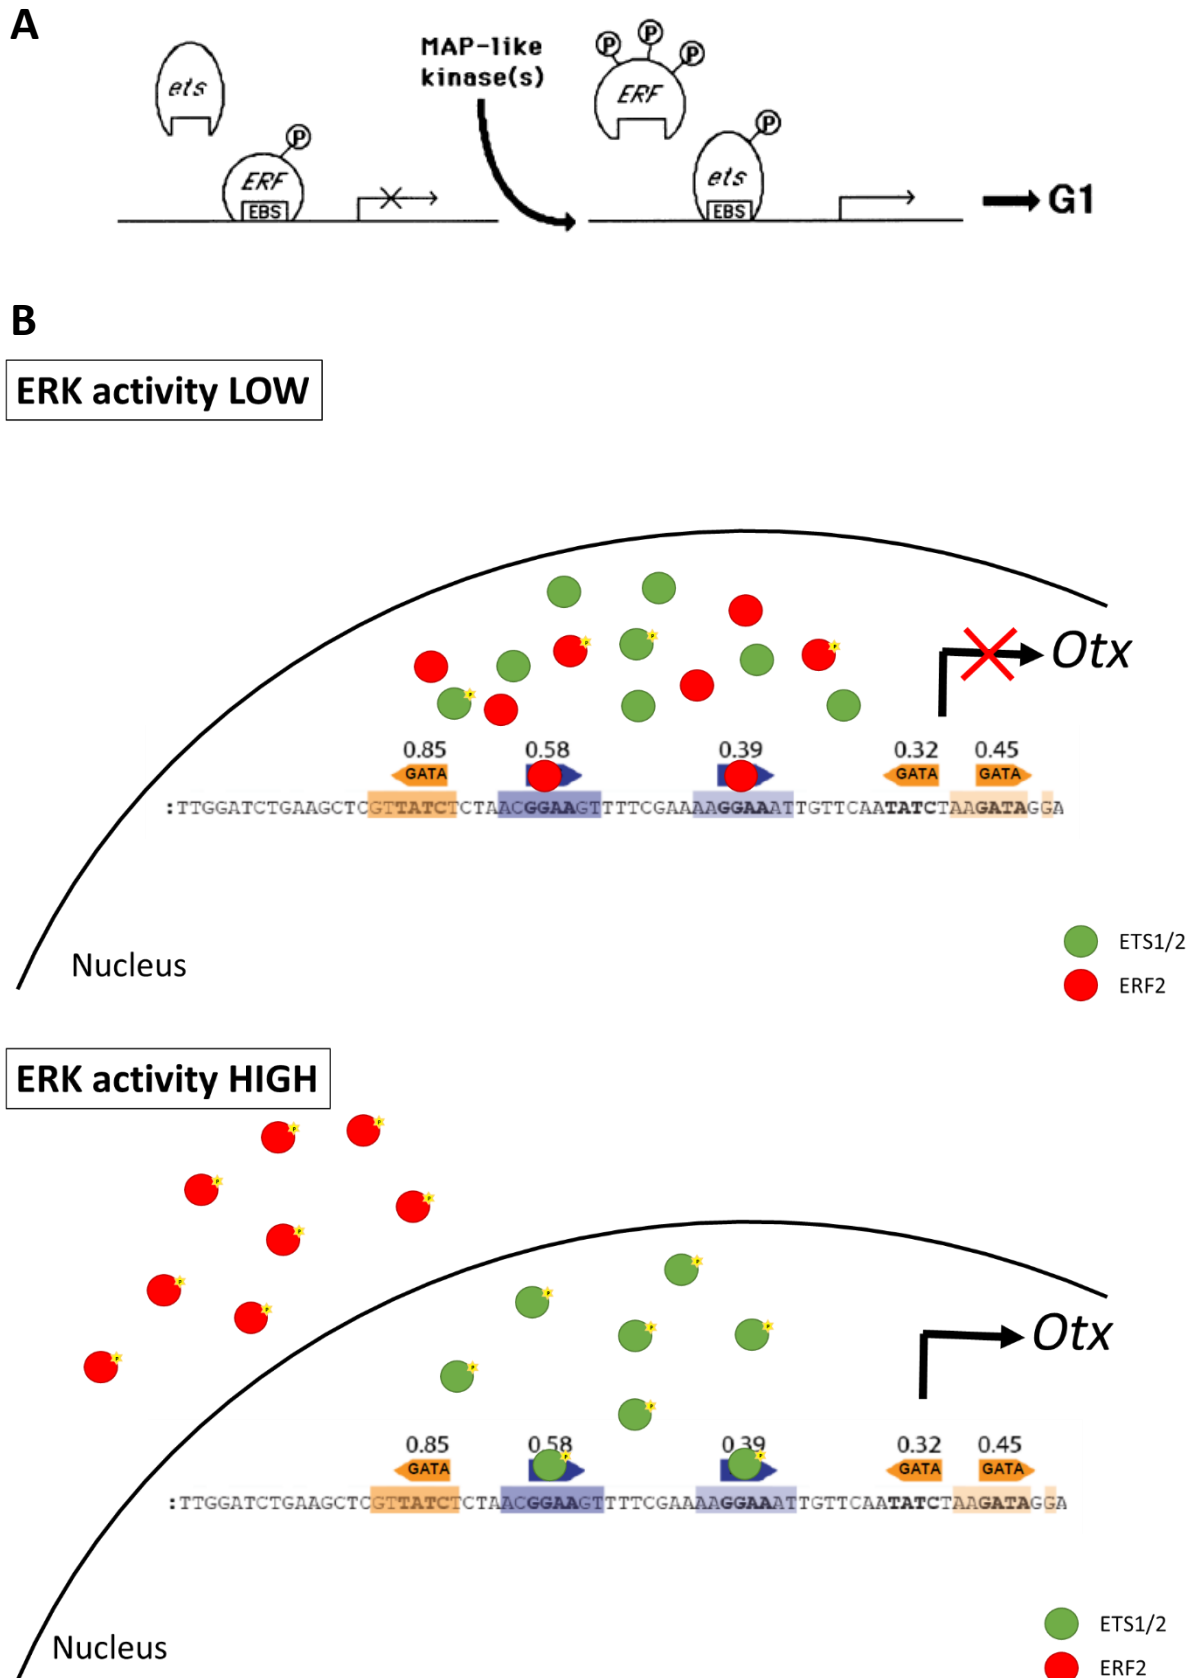 A
ets
MAP-like
kinase(s)
P P P
ERF
P
P
ERF
EBS
ets
EBS
G1
B
ERK activity LOW
P
P
P
P
Otx
0.85 0.58 0.39 0.32 0.45
GATA GATA GATA
:TTGGATCTGAAGCTCGTTATCTCTAACGGAAGTTTTCGAAAAGGAAATTGTTCAATATCTAAGATAGGA
Nucleus
ETS1/2
ERF2
ERK activity HIGH
P P
P
P
P
P
P
P
P
P
P P
P
P
Otx
0.85 0.58 0.39 0.32 0.45
P P
GATA GATA GATA
:TTGGATCTGAAGCTCGTTATCTCTAACGGAAGTTTTCGAAAAGGAAATTGTTCAATATCTAAGATAGGA
Nucleus
ETS1/2
ERF2